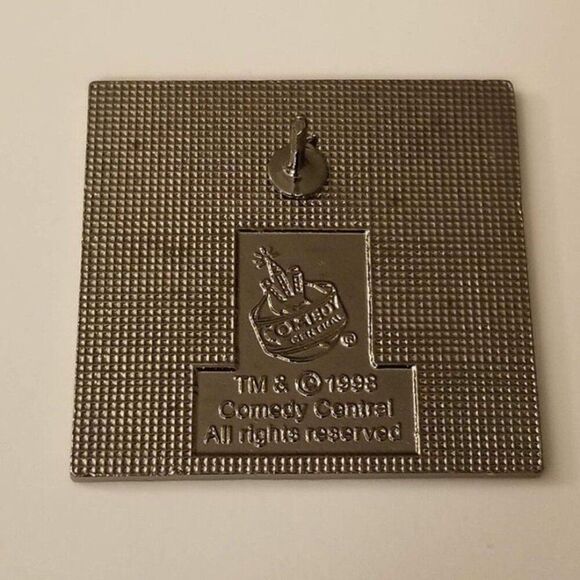 COMEDY
CENTRAL
®
TM & © 1998
Comedy Central
All rights reserved